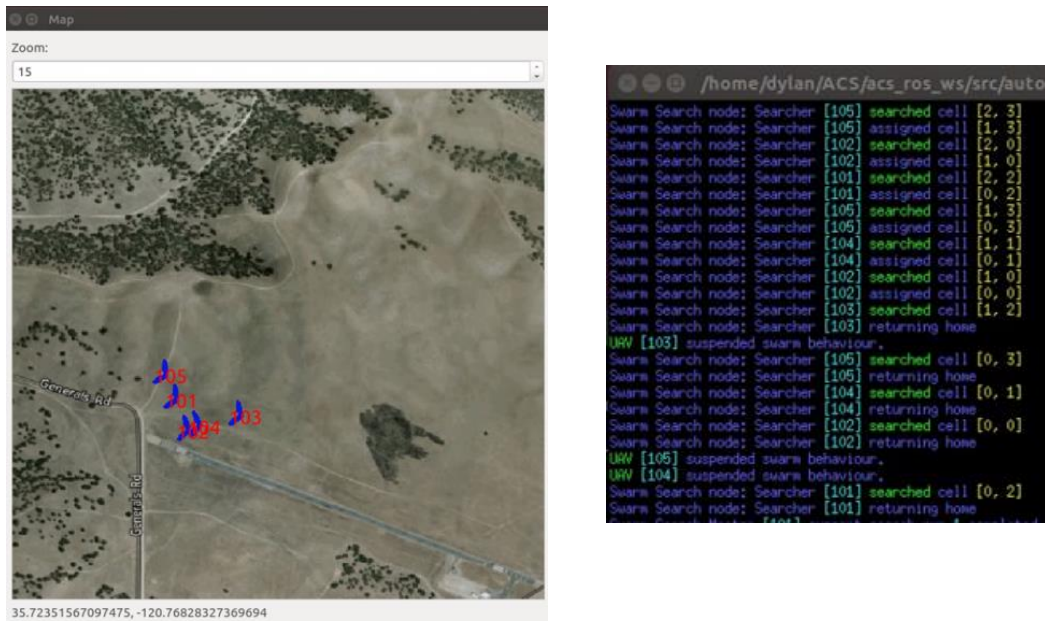 Map
Zoom:
15
105
101
103
104
102
Generals Rd
Generals Rd
35.72351567097475, -120.76828327369694
/home/dylan/ACS/acs_ros_ws/src/auto
Swarm Search node: Searcher [105] searched cell [2, 3]
Swarm Search node: Searcher [105] assigned cell [1, 3]
Swarm Search node: Searcher [102] searched cell [2, 0]
Swarm Search node: Searcher [102] assigned cell [1, 0]
Swarm Search node: Searcher [101] searched cell [2, 2]
Swarm Search node: Searcher [101] assigned cell [0, 2]
Swarm Search node: Searcher [105] searched cell [1, 3]
Swarm Search node: Searcher [105] assigned cell [0, 3]
Swarm Search node: Searcher [104] searched cell [1, 1]
Swarm Search node: Searcher [104] assigned cell [0, 1]
Swarm Search node: Searcher [102] searched cell [1, 0]
Swarm Search node: Searcher [102] assigned cell [0, 0]
Swarm Search node: Searcher [103] searched cell [1, 2]
Swarm Search node: Searcher [103] returning home
UAV [103] suspended swarm behaviour.
Swarm Search node: Searcher [105] searched cell [0, 3]
Swarm Search node: Searcher [105] returning home
Swarm Search node: Searcher [104] searched cell [0, 1]
Swarm Search node: Searcher [104] returning home
Swarm Search node: Searcher [102] searched cell [0, 0]
Swarm Search node: Searcher [102] returning home
UAV [105] suspended swarm behaviour.
UAV [104] suspended swarm behaviour.
Swarm Search node: Searcher [101] searched cell [0, 2]
Swarm Search node: Searcher [101] returning home